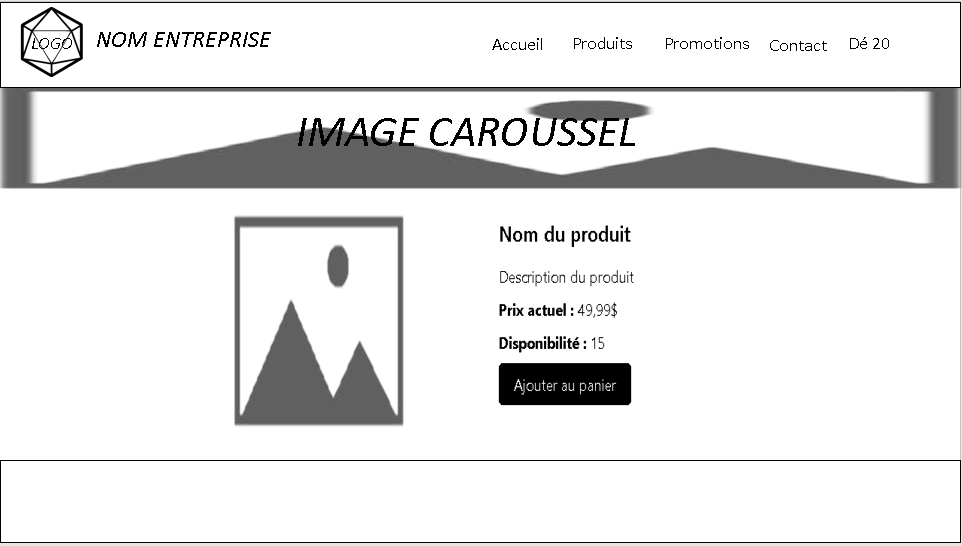 LOGO
NOM ENTREPRISE
Accueil
Produits
Promotions
Contact
Dé 20
IMAGE CAROUSSEL
Nom du produit
Description du produit
Prix actuel : 49,99$
Disponibilité : 15
Ajouter au panier